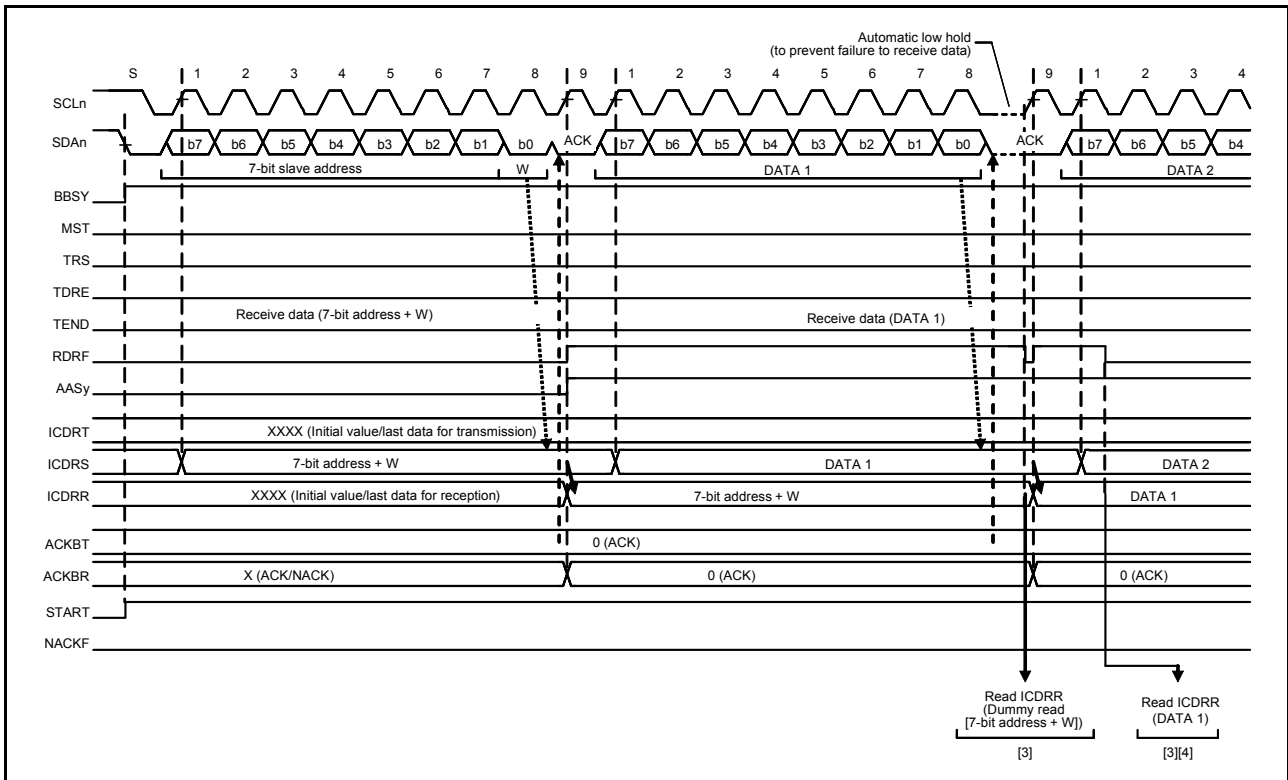 Automatic low hold
(to prevent failure to receive data)
S 1 2 3 4 5 6 7 8 9 1 2 3 4 5 6 7 8 9 1 2 3 4
SCLn
SDAn b7 b6 b5 b4 b3 b2 b1 b0 ACK b7 b6 b5 b4 b3 b2 b1 b0 ACK b7 b6 b5 b4
7-bit slave address W DATA 1 DATA 2
BBSY
MST
TRS
TDRE
Receive data (7-bit address + W) Receive data (DATA 1)
TEND
RDRF
AASy
ICDRT XXXX (Initial value/last data for transmission)
ICDRS 7-bit address + W DATA 1 DATA 2
ICDRR XXXX (Initial value/last data for reception) 7-bit address + W DATA 1
ACKBT 0 (ACK)
ACKBR X (ACK/NACK) 0 (ACK) 0 (ACK)
START
NACKF
Read ICDRR
(Dummy read
[7-bit address + W])
[3]
Read ICDRR
(DATA 1)
[3][4]